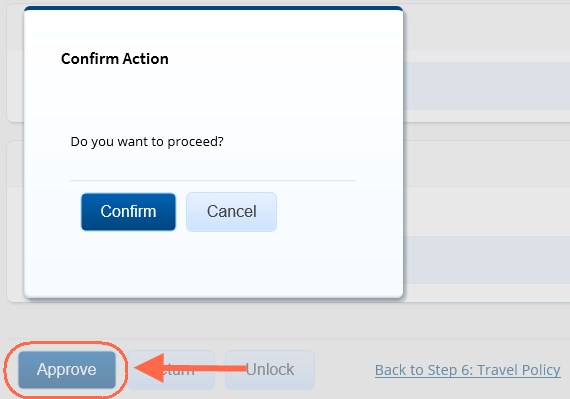 Confirm Action
Do you want to proceed?
Confirm Cancel
Approve Unlock Back to Step 6: Travel Policy